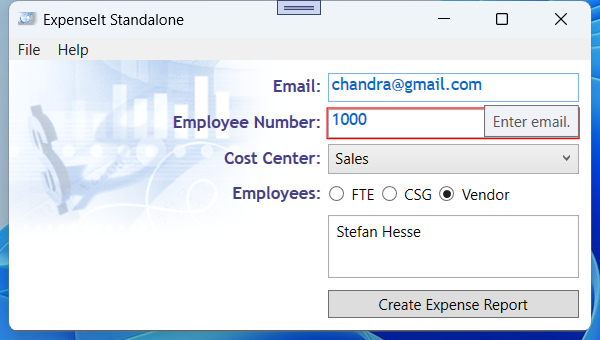 ExpenseIt Standalone
File Help
Email: chandra@gmail.com
Employee Number: 1000 Enter email.
Cost Center: Sales
Employees: FTE CSG Vendor
Stefan Hesse
Create Expense Report